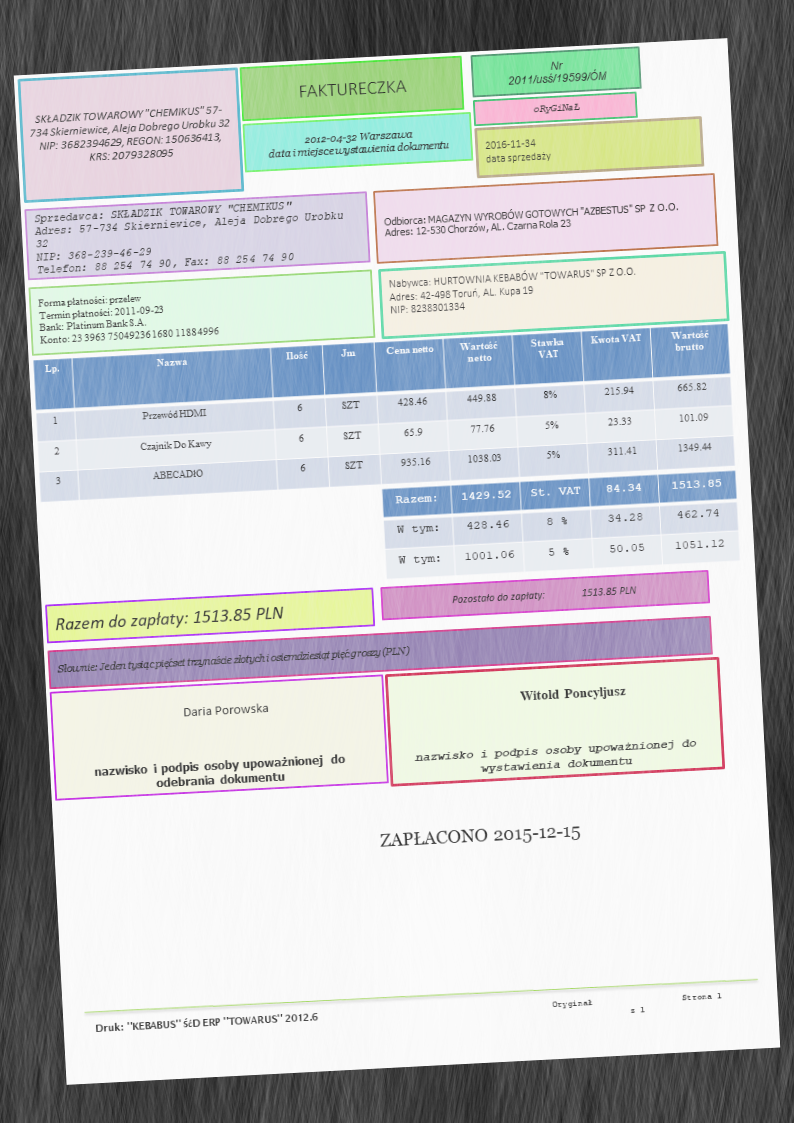 SKŁADZIK TOWAROWY "CHEMIKUS" 57-
734 Skierniewice, Aleja Dobrego Urobku 32
NIP: 3682394629, REGON: 150636413,
KRS: 2079328095
FAKTURECZKA
2012-04-32 Warszawa
data i miejsce wystawienia dokumentu
Nr
2011/usś/19599/ÓM
oRyG1NaŁ
2016-11-34
data sprzedaży
Sprzedawca: SKŁADZIK TOWAROWY "CHEMIKUS"
Adres: 57-734 Skierniewice, Aleja Dobrego Urobku
32
NIP: 368-239-46-29
Telefon: 88 254 74 90, Fax: 88 254 74 90
Odbiorca: MAGAZYN WYROBÓW GOTOWYCH "AZBESTUS" SP Z O.O.
Adres: 12-530 Chorzów, AL. Czarna Rola 23
Forma płatności: przelew
Termin płatności: 2011-09-23
Bank: Platinum Bank S.A.
Konto: 23 3963 750492361680 11884996
Nabywca: HURTOWNIA KEBABÓW "TOWARUS" SP Z O.O.
Adres: 42-498 Toruń, AL. Kupa 19
NIP: 8238301334
Lp. Nazwa Ilość Jm Cena netto Wartość netto Stawka VAT Kwota VAT Wartość brutto
1 Przewód HDMI 6 SZT 428.46 449.88 8% 215.94 665.82
2 Czajnik Do Kawy 6 SZT 65.9 77.76 5% 23.33 101.09
3 ABECADŁO 6 SZT 935.16 1038.03 5% 311.41 1349.44
Razem: 1429.52 St. VAT 84.34 1513.85
W tym: 428.46 8 % 34.28 462.74
W tym: 1001.06 5 % 50.05 1051.12
Razem do zapłaty: 1513.85 PLN
Pozostało do zapłaty: 1513.85 PLN
Słownie: Jeden tysiąc pięćset trzynaście złotych i osiemdziesiąt pięć groszy (PLN)
Daria Porowska
nazwisko i podpis osoby upoważnionej do
odebrania dokumentu
Witold Poncyljusz
nazwisko i podpis osoby upoważnionej do
wystawienia dokumentu
ZAPŁACONO 2015-12-15
Druk: "KEBABUS" śćD ERP "TOWARUS" 2012.6
Oryginał
Strona 1
z 1